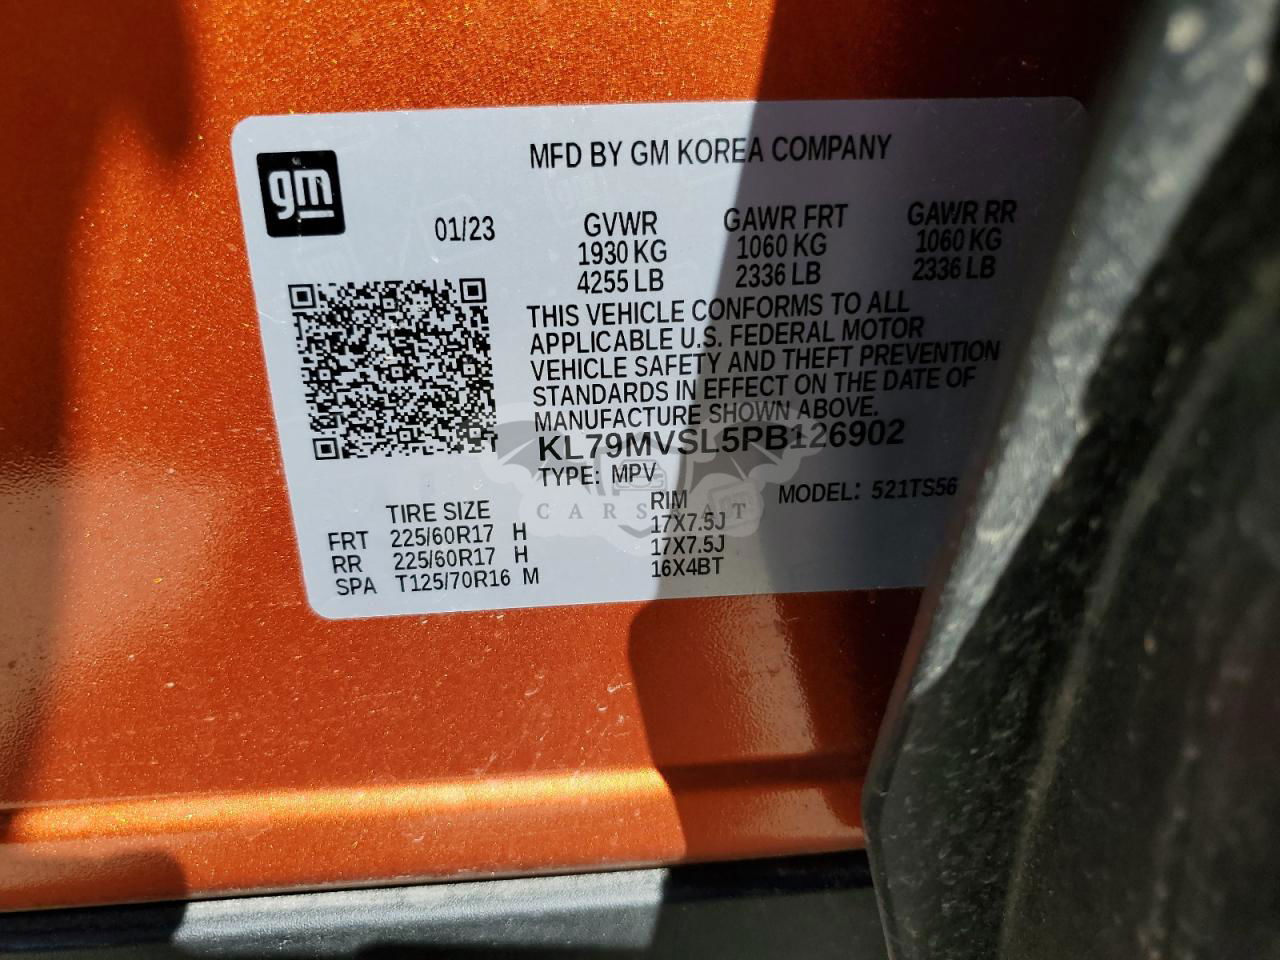 MFD BY GM KOREA COMPANY
gm
01/23 GVWR GAWR FRT GAWR RR
1930 KG 1060 KG 1060 KG
4255 LB 2336 LB 2336 LB
THIS VEHICLE CONFORMS TO ALL
APPLICABLE U.S. FEDERAL MOTOR
VEHICLE SAFETY AND THEFT PREVENTION
STANDARDS IN EFFECT ON THE DATE OF
MANUFACTURE SHOWN ABOVE.
KL79MVSL5PB126902
TYPE: MPV MODEL: 521TS56
TIRE SIZE RIM
FRT 225/60R17 H 17X7.5J
RR 225/60R17 H 17X7.5J
SPA T125/70R16 M 16X4BT